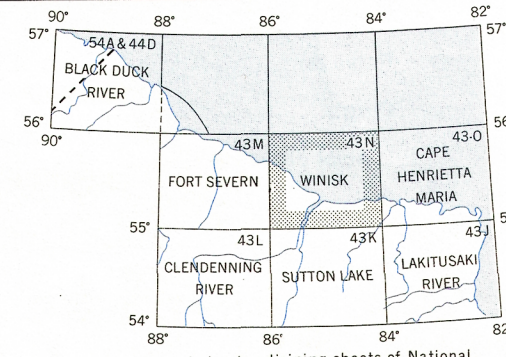 90° 88° 86° 84° 82°
57° 57°
54A & 44D
BLACK DUCK
RIVER
56° 56°
90°
43M 43N 43-O
FORT SEVERN WINISK CAPE
HENRIETTA
MARIA
55° 55°
43L 43K 43J
CLENDENNING
RIVER
SUTTON LAKE
LAKITUSAKI
RIVER
54°
88° 86° 84° 82
sheets of National